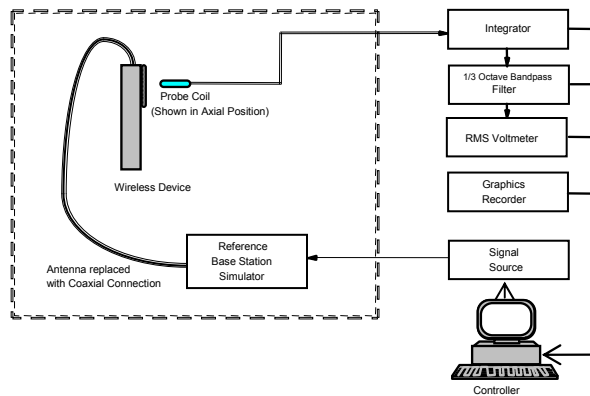 Integrator
1/3 Octave Bandpass
Filter
RMS Voltmeter
Graphics
Recorder
Signal
Source
Controller
Probe Coil
(Shown in Axial Position)
Wireless Device
Reference
Base Station
Simulator
Antenna replaced
with Coaxial Connection